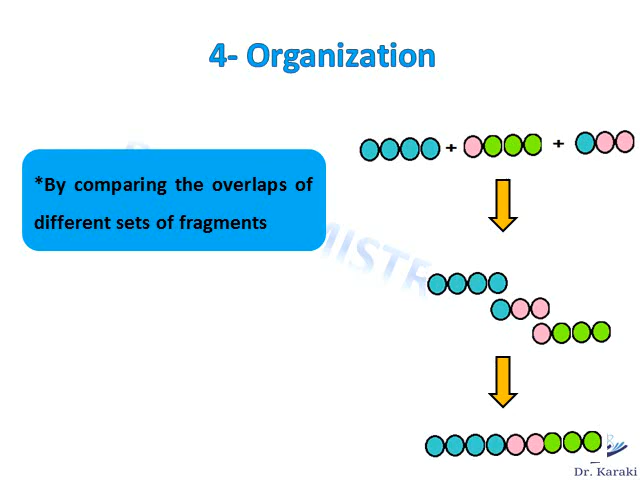 4- Organization
*By comparing the overlaps of
different sets of fragments
+ +
Dr. Karaki